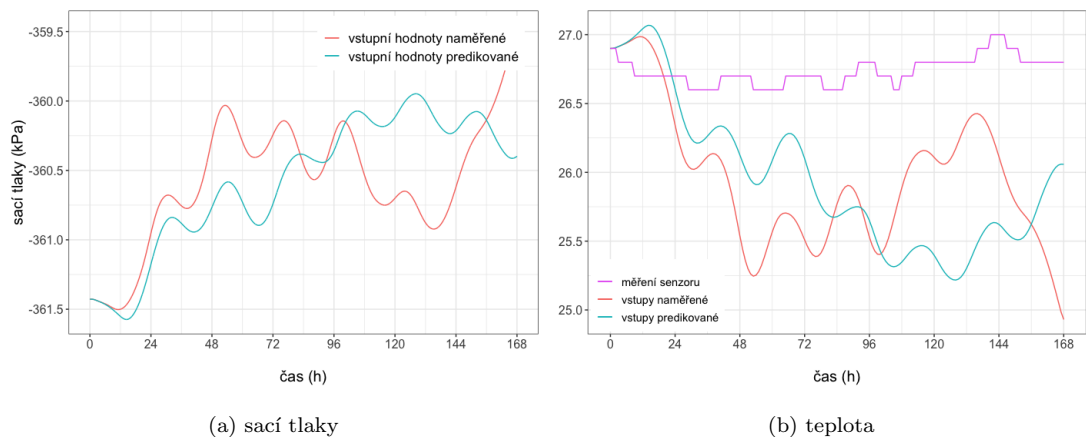 -359.5
-360.0
-360.5
-361.0
-361.5
sací tlaky (kPa)
vstupní hodnoty naměřené
vstupní hodnoty predikované
0 24 48 72 96 120 144 168
čas (h)
(a) sací tlaky
27.0
26.5
26.0
25.5
25.0
měření senzoru
vstupy naměřené
vstupy predikované
0 24 48 72 96 120 144 168
čas (h)
(b) teplota